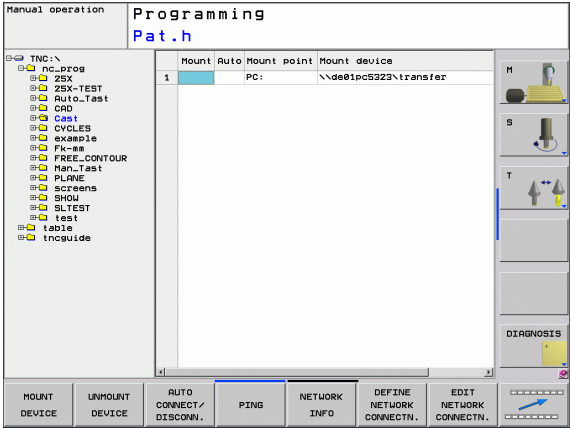 Manual operation
Programming
Pat.h
TNC:\
nc_prog
25X
25X-TEST
Auto_Tast
CAD
Cast
CYCLES
example
Fk-mm
FREE_CONTOUR
Man_Tast
PLANE
screens
SHOW
SLTEST
test
table
tncguide
Mount Auto Mount point Mount device
1 PC: \\de01pc5323\transfer
M
S
T
DIAGNOSIS
MOUNT
DEVICE
UNMOUNT
DEVICE
AUTO
CONNECT/
DISCONN.
PING
NETWORK
INFO
DEFINE
NETWORK
CONNECTN.
EDIT
NETWORK
CONNECTN.